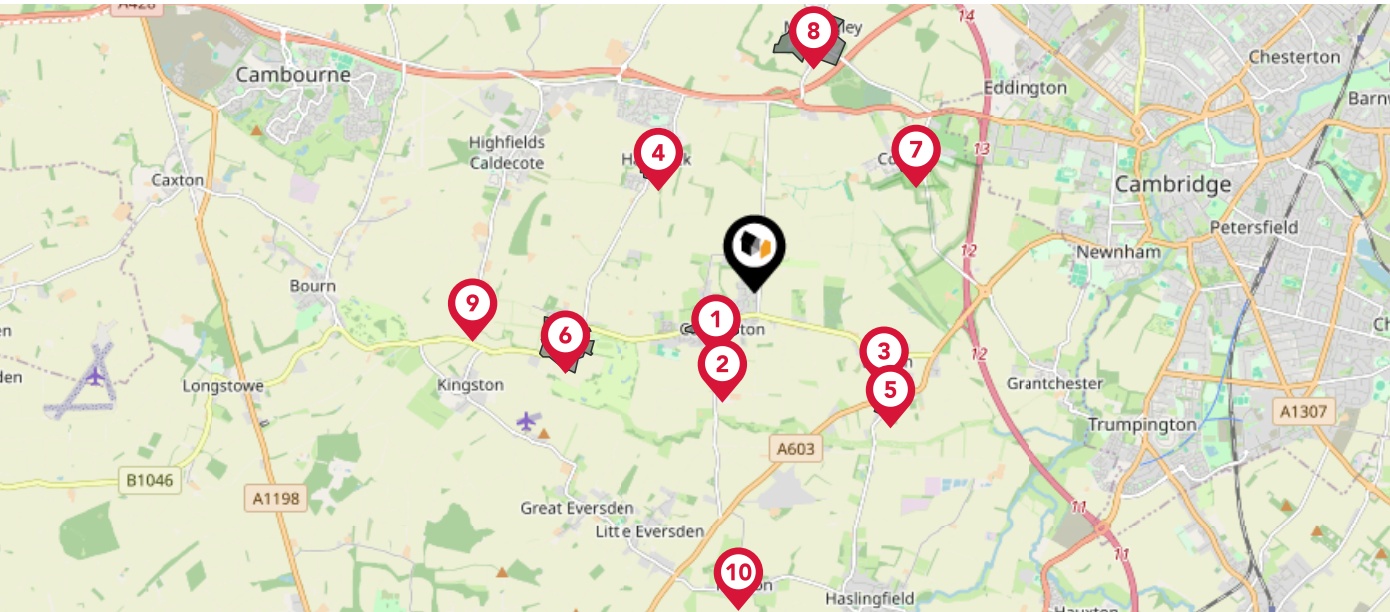 A428
14
8
Chesterton
Cambourne
Eddington
Highfields
Caldecote
4
7
13
Caxton
Cambridge
Petersfield
12
Newnham
Bourn
9
1
6
2
3
12
5
Longstowe
Kingston
Grantchester
A1307
Trumpington
A603
B1046
A1198
11
Great Eversden
Little Eversden
11
10
Haslingfield
Hauxton